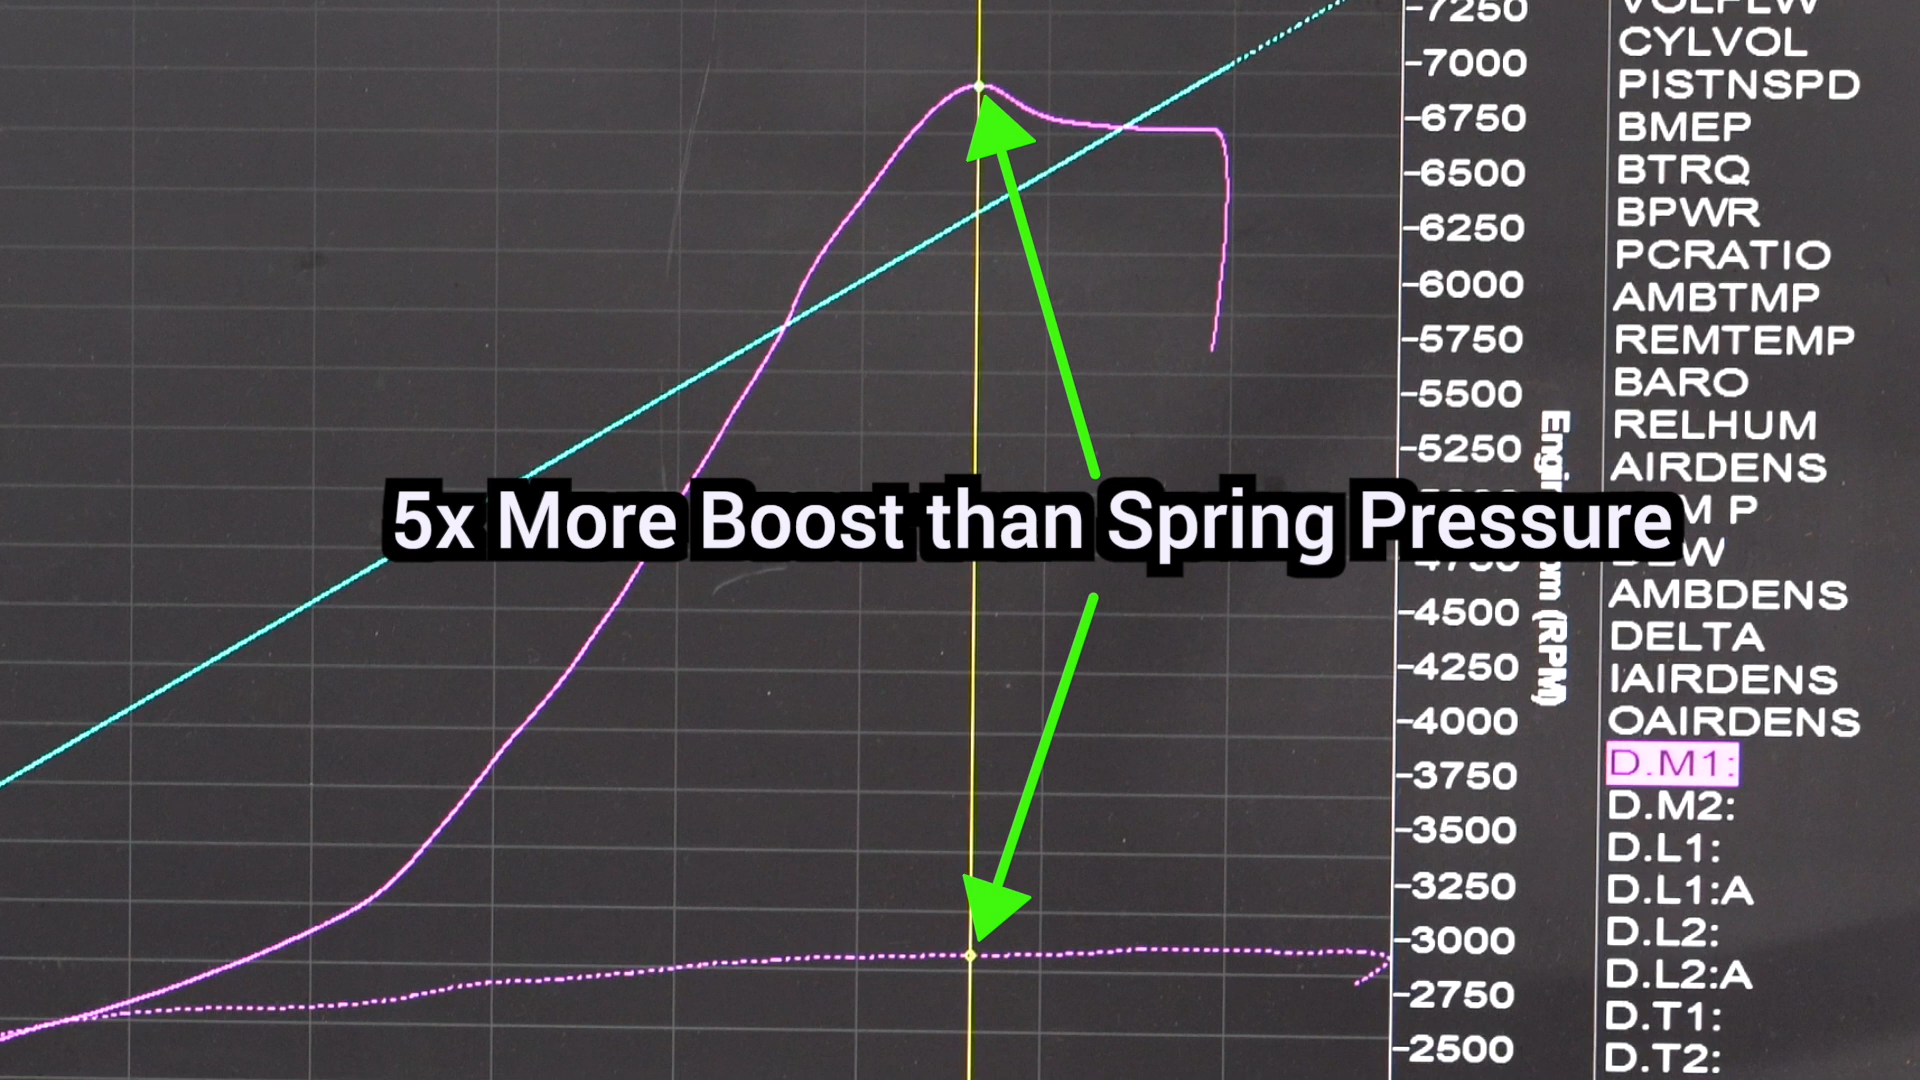 -7250
-7000
-6750
-6500
-6250
-6000
-5750
-5500
-5250
-4500
-4250
-4000
-3750
-3500
-3250
-3000
-2750
-2500
(RPM)
CYLVOL
PISTNSPD
BMEP
BTRQ
BPWR
PCRATIO
AMBTMP
REMTEMP
BARO
RELHUM
AIRDENS
5x More Boost than Spring Pressure
AMBDENS
DELTA
IAIRDENS
OAIRDENS
D.M1:
D.M2:
D.L1:
D.L1:A
D.L2:
D.L2:A
D.T1:
D.T2: